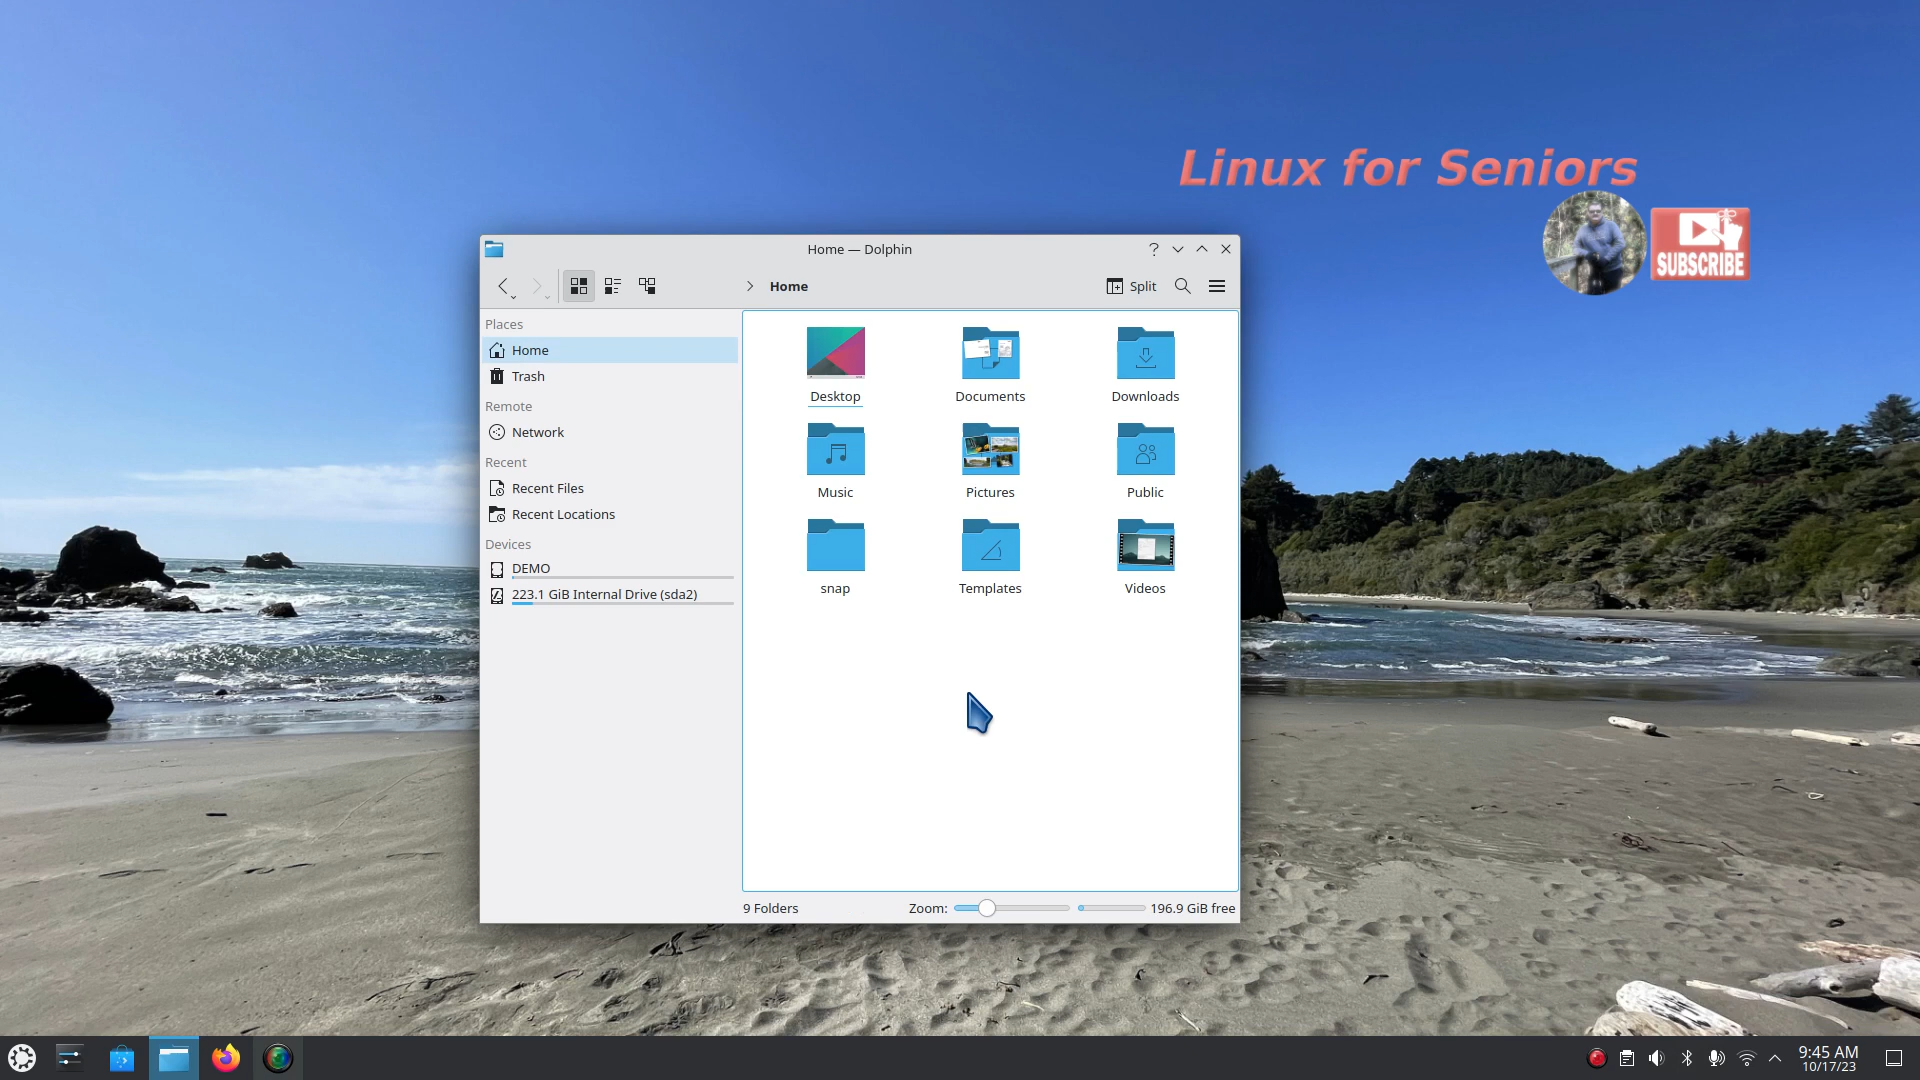 Linux for Seniors
SUBSCRIBE
Home — Dolphin
Home
Split
Places
Home
Trash
Remote
Network
Recent
Recent Files
Recent Locations
Devices
DEMO
223.1 GiB Internal Drive (sda2)
Desktop
Documents
Downloads
Music
Pictures
Public
snap
Templates
Videos
9 Folders
Zoom:
196.9 GiB free
9:45 AM
10/17/23